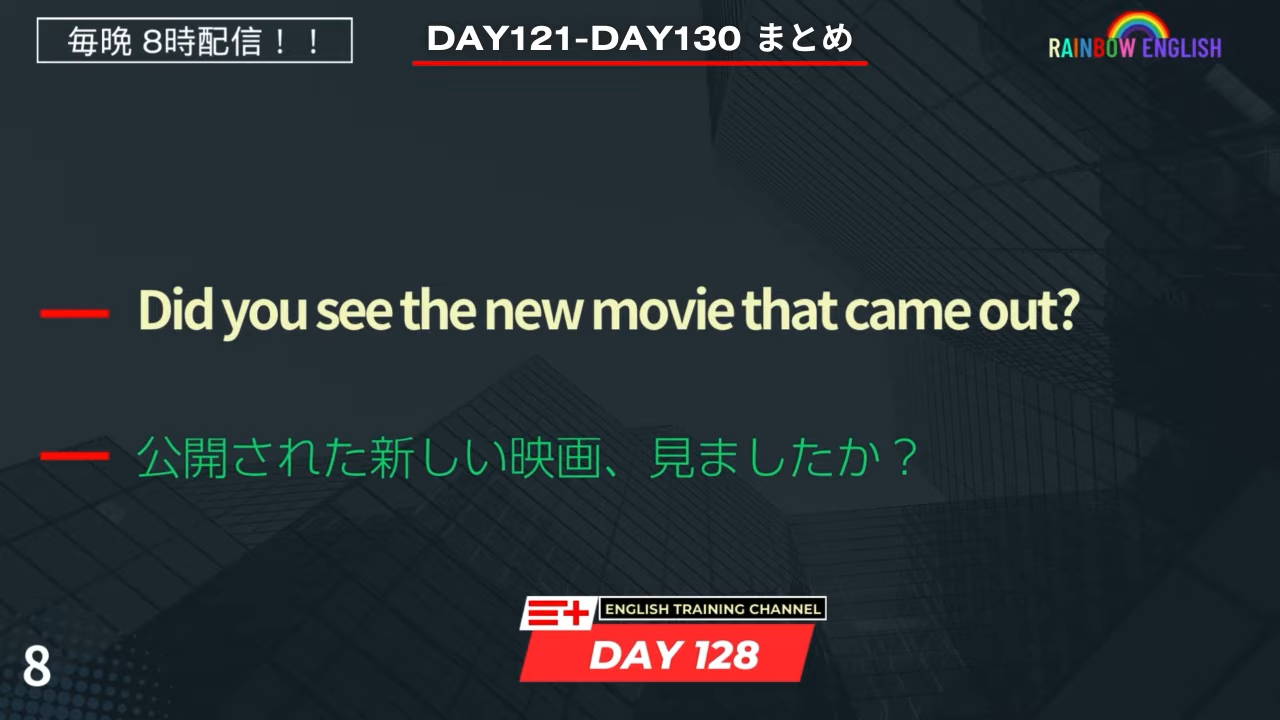 毎晩 8時配信！！
DAY121-DAY130 まとめ
RAINBOW ENGLISH
Did you see the new movie that came out?
公開された新しい映画、見ましたか？
ENGLISH TRAINING CHANNEL
DAY 128
8